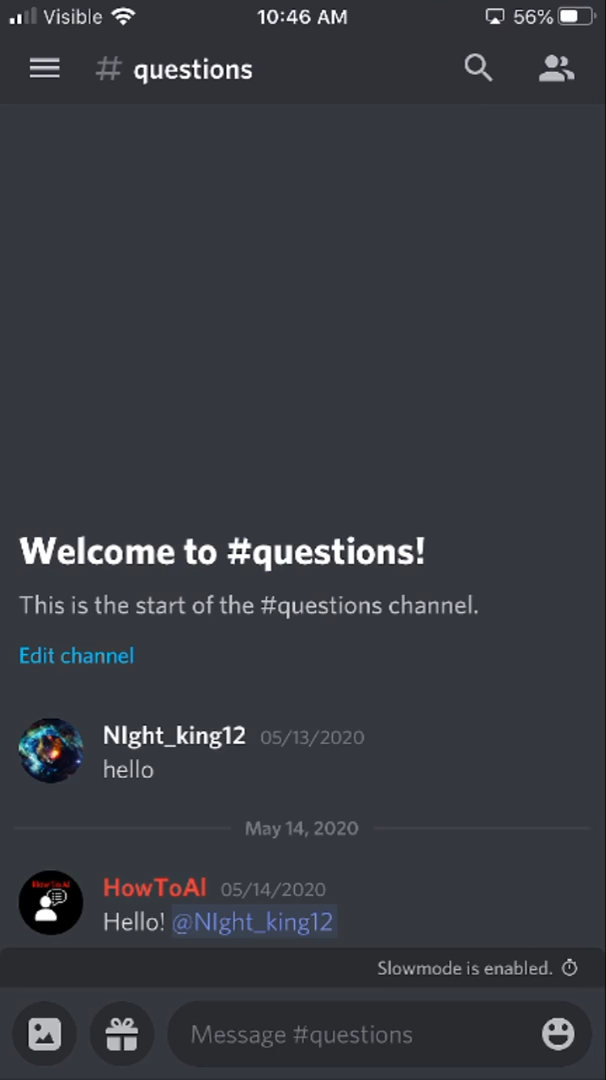 Visible 10:46 AM 56%
# questions
Welcome to #questions!
This is the start of the #questions channel.
Edit channel
NIght_king12 05/13/2020
hello
May 14, 2020
HowToAI 05/14/2020
Hello! @NIght_king12
Slowmode is enabled.
Message #questions